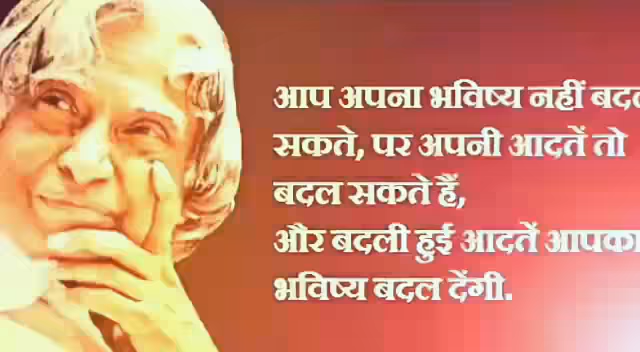 आप अपना भविष्य नहीं बदल
सकते, पर अपनी आदतें तो
बदल सकते हैं,
और बदली हुई आदतें आपका
भविष्य बदल देंगी.